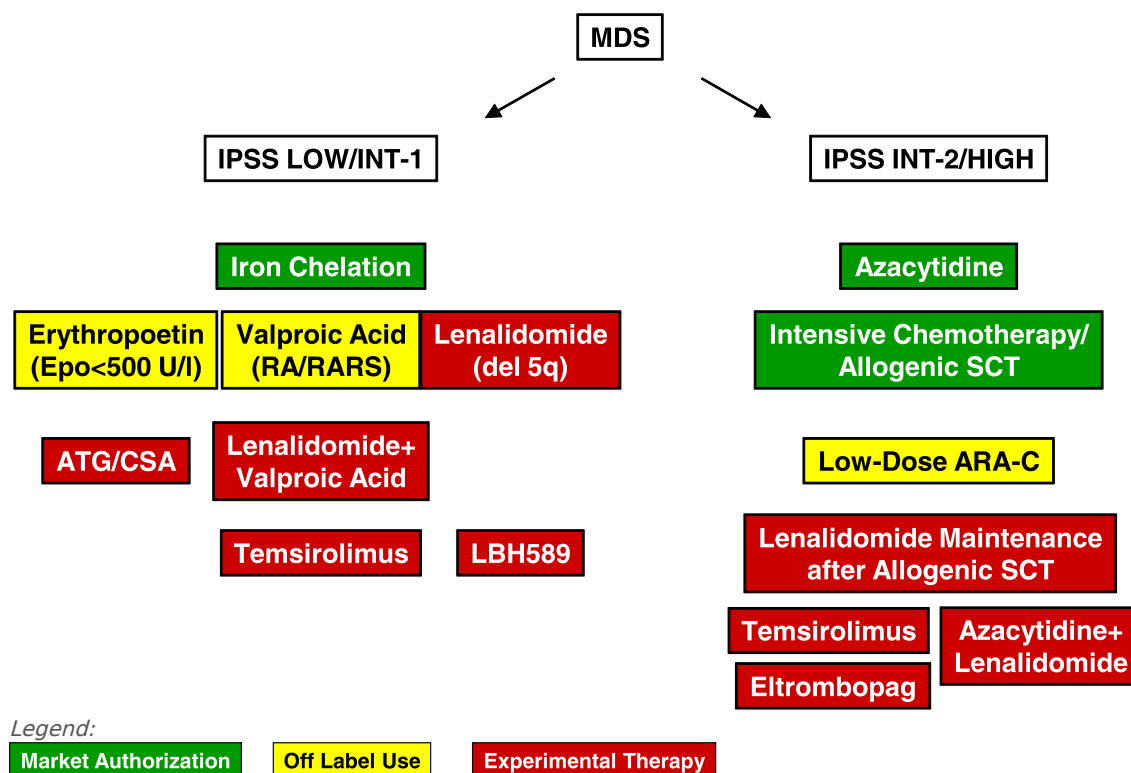 MDS
IPSS LOW/INT-1
IPSS INT-2/HIGH
Iron Chelation
Azacytidine
Erythropoetin
(Epo<500 U/l)
Valproic Acid
(RA/RARS)
Lenalidomide
(del 5q)
Intensive Chemotherapy/
Allogenic SCT
ATG/CSA
Lenalidomide+
Valproic Acid
Low-Dose ARA-C
Temsirolimus
LBH589
Lenalidomide Maintenance
after Allogenic SCT
Temsirolimus
Azacytidine+
Lenalidomide
Eltrombopag
Legend:
Market Authorization
Off Label Use
Experimental Therapy